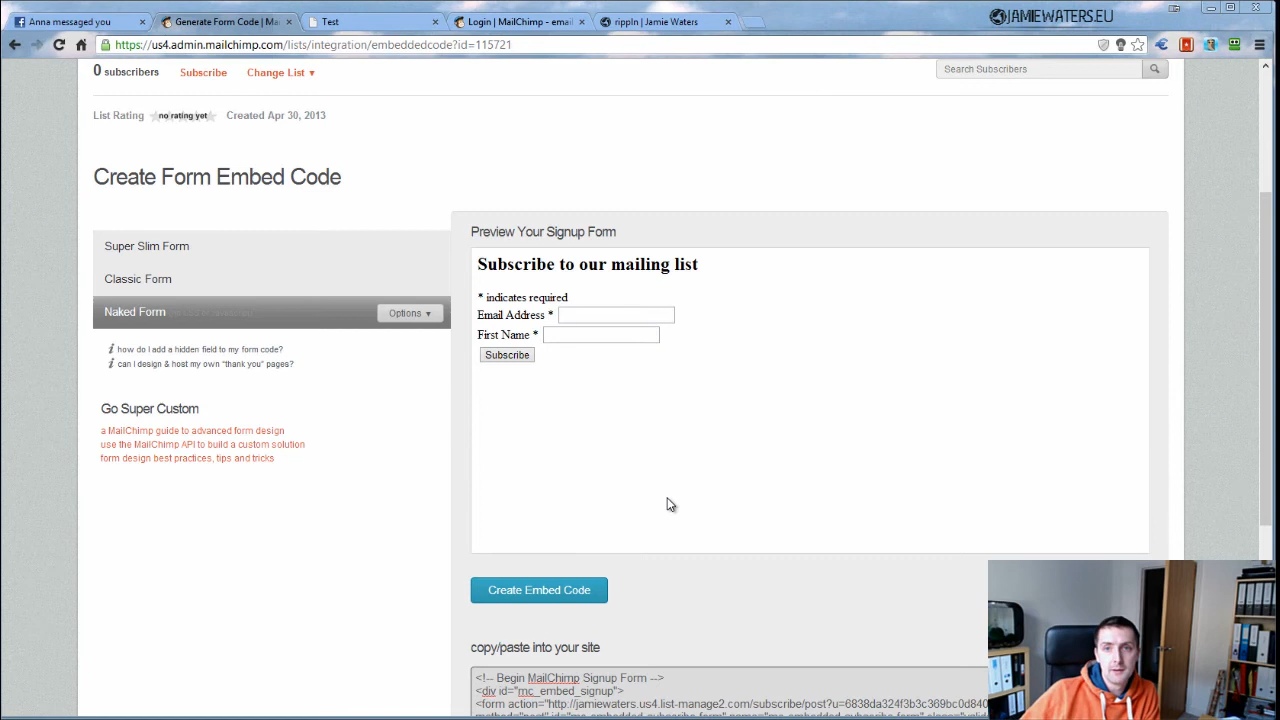 Anna messaged you
Generate Form Code | Ma
Test
Login | MailChimp - email
rippln | Jamie Waters
JAMIEWATERS.EU
https://us4.admin.mailchimp.com/lists/integration/embeddedcode?id=115721
0 subscribers
Subscribe
Change List ▼
Search Subscribers
List Rating
no rating yet
Created Apr 30, 2013
Create Form Embed Code
Super Slim Form
Classic Form
Naked Form
Options ▼
i how do I add a hidden field to my form code?
i can I design & host my own "thank you" pages?
Go Super Custom
a MailChimp guide to advanced form design
use the MailChimp API to build a custom solution
form design best practices, tips and tricks
Preview Your Signup Form
Subscribe to our mailing list
* indicates required
Email Address *
First Name *
Subscribe
Create Embed Code
copy/paste into your site
<!-- Begin MailChimp Signup Form -->
<div id="mc_embed_signup">
<form action="http://jamiewaters.us4.list-manage2.com/subscribe/post?u=6838da324f3b3c369bc0d840